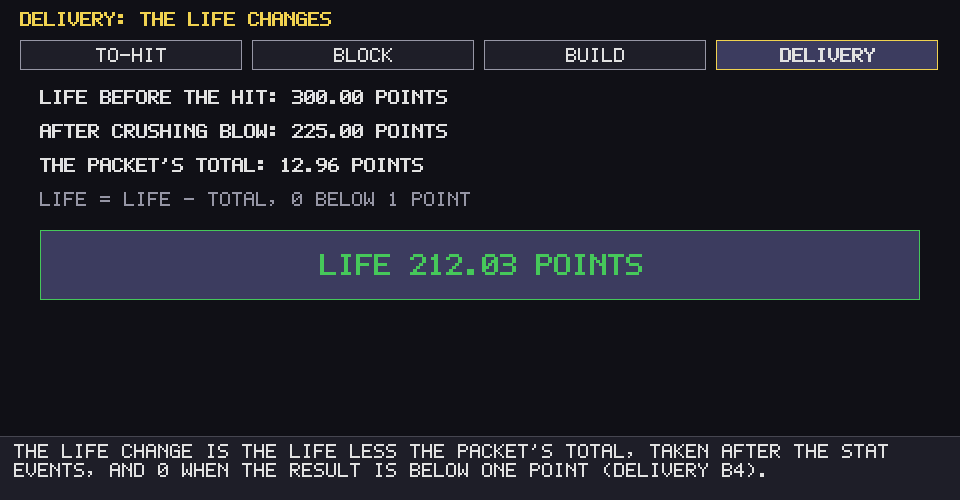 DELIVERY: THE LIFE CHANGES
TO-HIT
BLOCK
BUILD
DELIVERY
LIFE BEFORE THE HIT: 300.00 POINTS
AFTER CRUSHING BLOW: 225.00 POINTS
THE PACKET'S TOTAL: 12.96 POINTS
LIFE = LIFE - TOTAL, 0 BELOW 1 POINT
LIFE 212.03 POINTS
THE LIFE CHANGE IS THE LIFE LESS THE PACKET'S TOTAL, TAKEN AFTER THE STAT
EVENTS, AND 0 WHEN THE RESULT IS BELOW ONE POINT (DELIVERY B4).